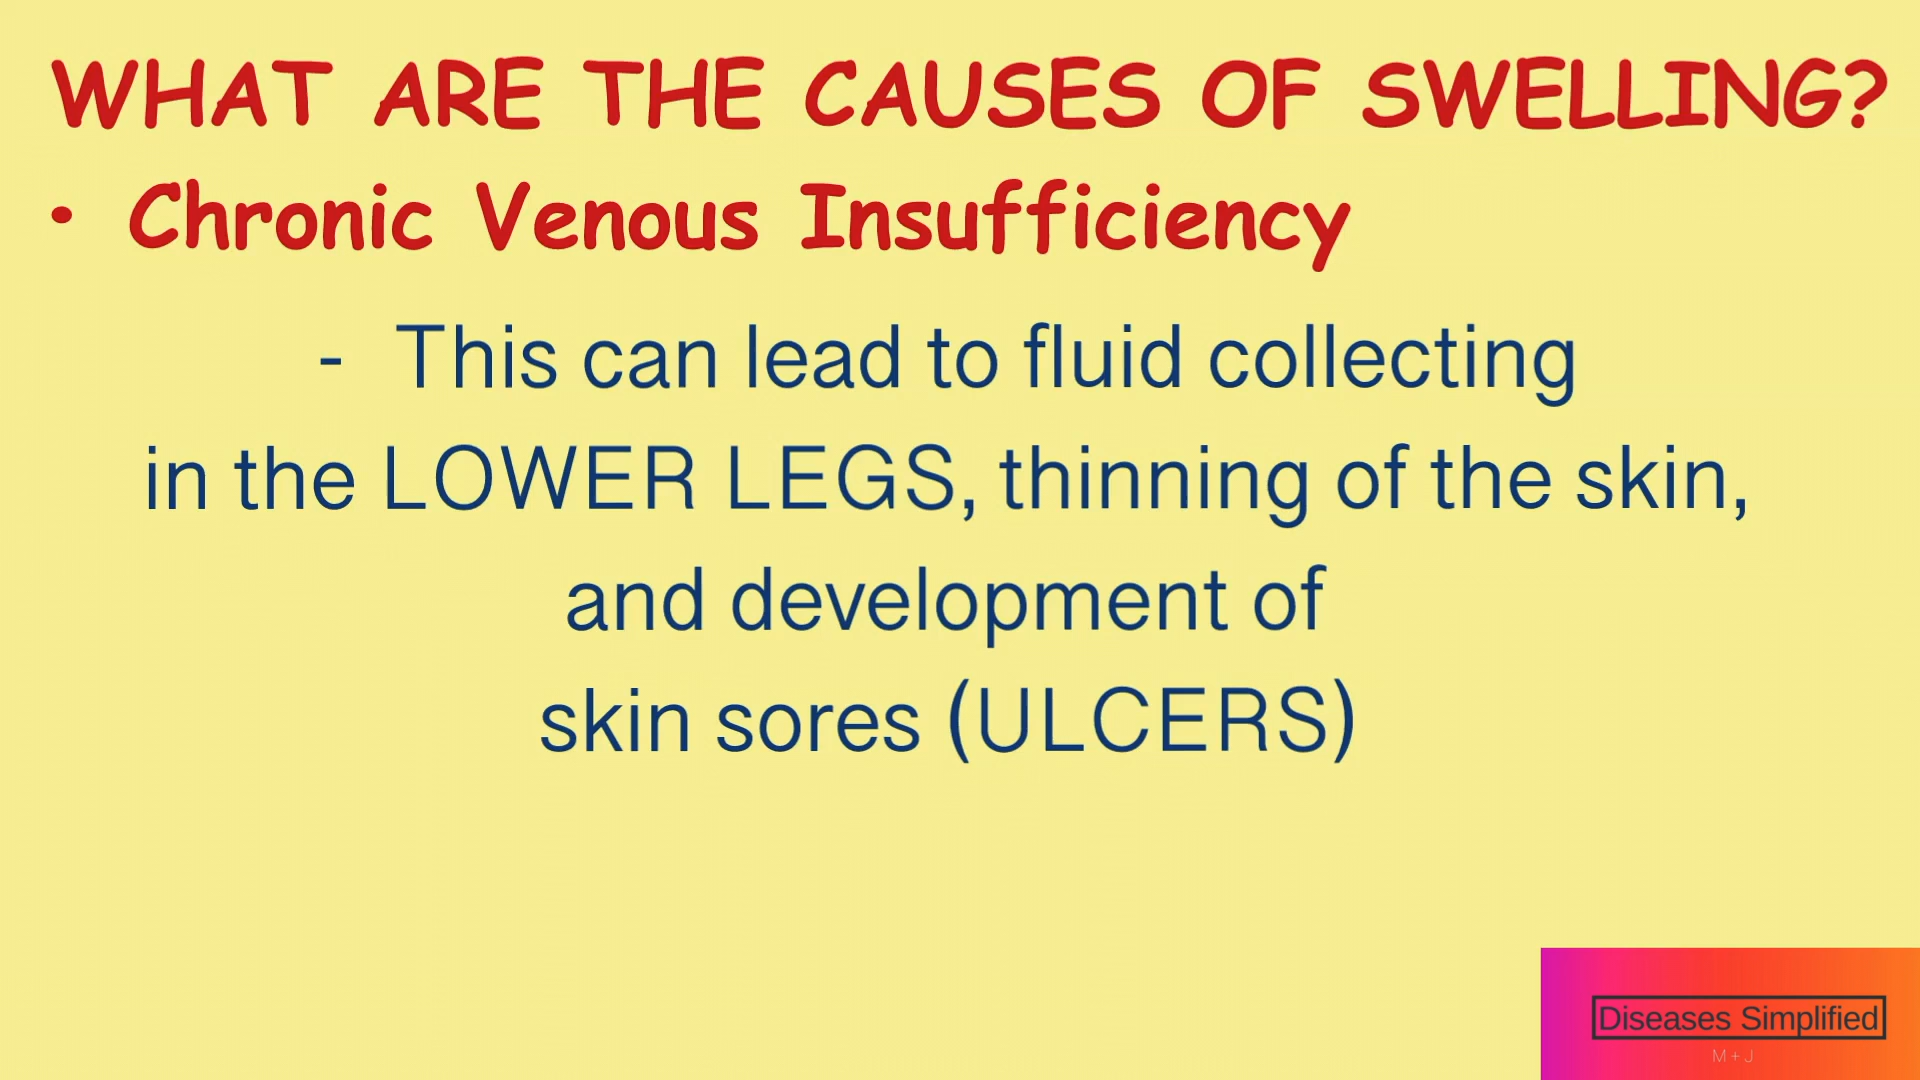 WHAT ARE THE CAUSES OF SWELLING?
• Chronic Venous Insufficiency
- This can lead to fluid collecting
in the LOWER LEGS, thinning of the skin,
and development of
skin sores (ULCERS)
Diseases Simplified
M + J